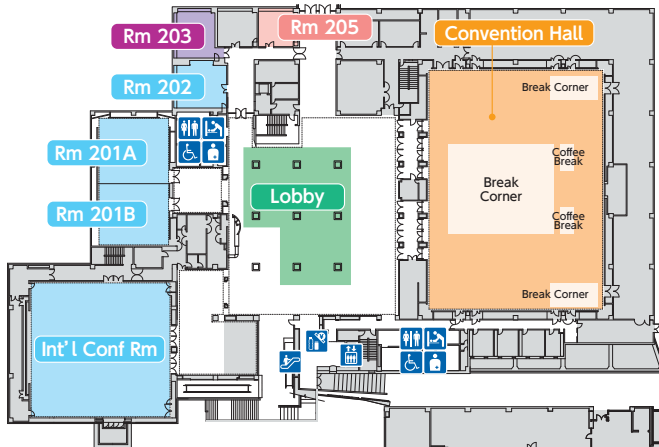 Rm 203
Rm 205
Convention Hall
Rm 202
Break Corner
Rm 201A
Coffee
Break
Break
Corner
Lobby
Rm 201B
Coffee
Break
Break Corner
Int'l Conf Rm